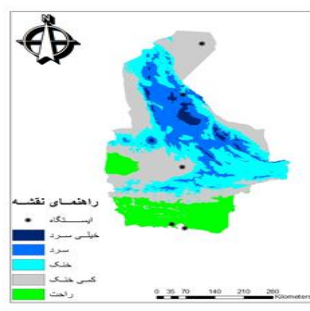 N
راهنمای نقشه
ایستگاه
خیلی سرد
سرد
خنک
کمی خنک
راحت
0 35 70 140 210 280
Kilometers